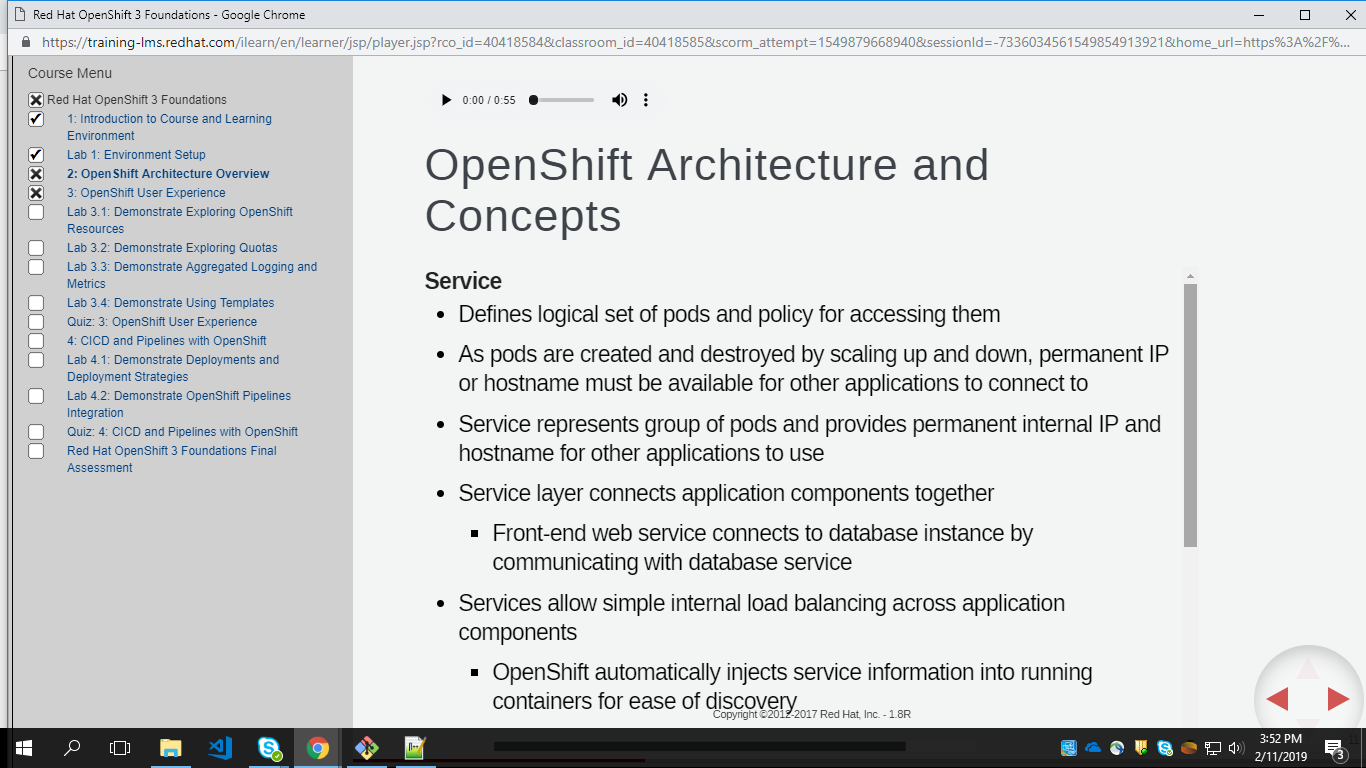 Red Hat OpenShift 3 Foundations - Google Chrome
https://training-lms.redhat.com/ilearn/en/learner/jsp/player.jsp?rco_id=40418584&classroom_id=40418585&scorm_attempt=1549879668940&sessionId=-7336034561549854913921&home_url=https%3A%2F%...
Course Menu
Red Hat OpenShift 3 Foundations
1: Introduction to Course and Learning
Environment
Lab 1: Environment Setup
2: OpenShift Architecture Overview
3: OpenShift User Experience
Lab 3.1: Demonstrate Exploring OpenShift
Resources
Lab 3.2: Demonstrate Exploring Quotas
Lab 3.3: Demonstrate Aggregated Logging and
Metrics
Lab 3.4: Demonstrate Using Templates
Quiz: 3: OpenShift User Experience
4: CICD and Pipelines with OpenShift
Lab 4.1: Demonstrate Deployments and
Deployment Strategies
Lab 4.2: Demonstrate OpenShift Pipelines
Integration
Quiz: 4: CICD and Pipelines with OpenShift
Red Hat OpenShift 3 Foundations Final
Assessment
0:00 / 0:55
OpenShift Architecture and
Concepts
Service
• Defines logical set of pods and policy for accessing them
• As pods are created and destroyed by scaling up and down, permanent IP
or hostname must be available for other applications to connect to
• Service represents group of pods and provides permanent internal IP and
hostname for other applications to use
• Service layer connects application components together
▪ Front-end web service connects to database instance by
communicating with database service
• Services allow simple internal load balancing across application
components
▪ OpenShift automatically injects service information into running
containers for ease of discovery
Copyright ©2012-2017 Red Hat, Inc. - 1.8R
3:52 PM
2/11/2019
3